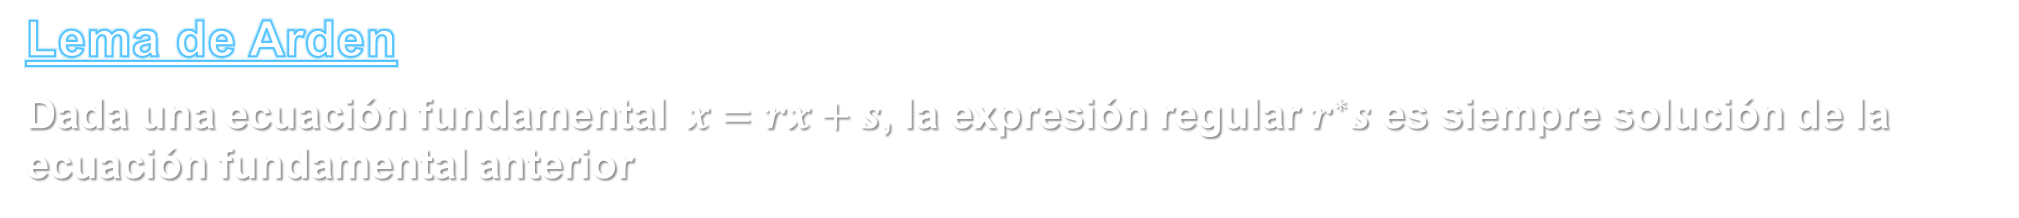 Lema de Arden
Dada una ecuación fundamental x = rx + s, la expresión regular r*s es siempre solución de la
ecuación fundamental anterior